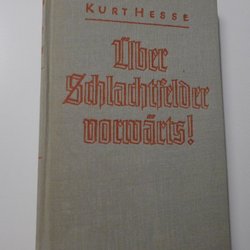 KURT HESSE
Über
Schlachtfelder
vorwärts!